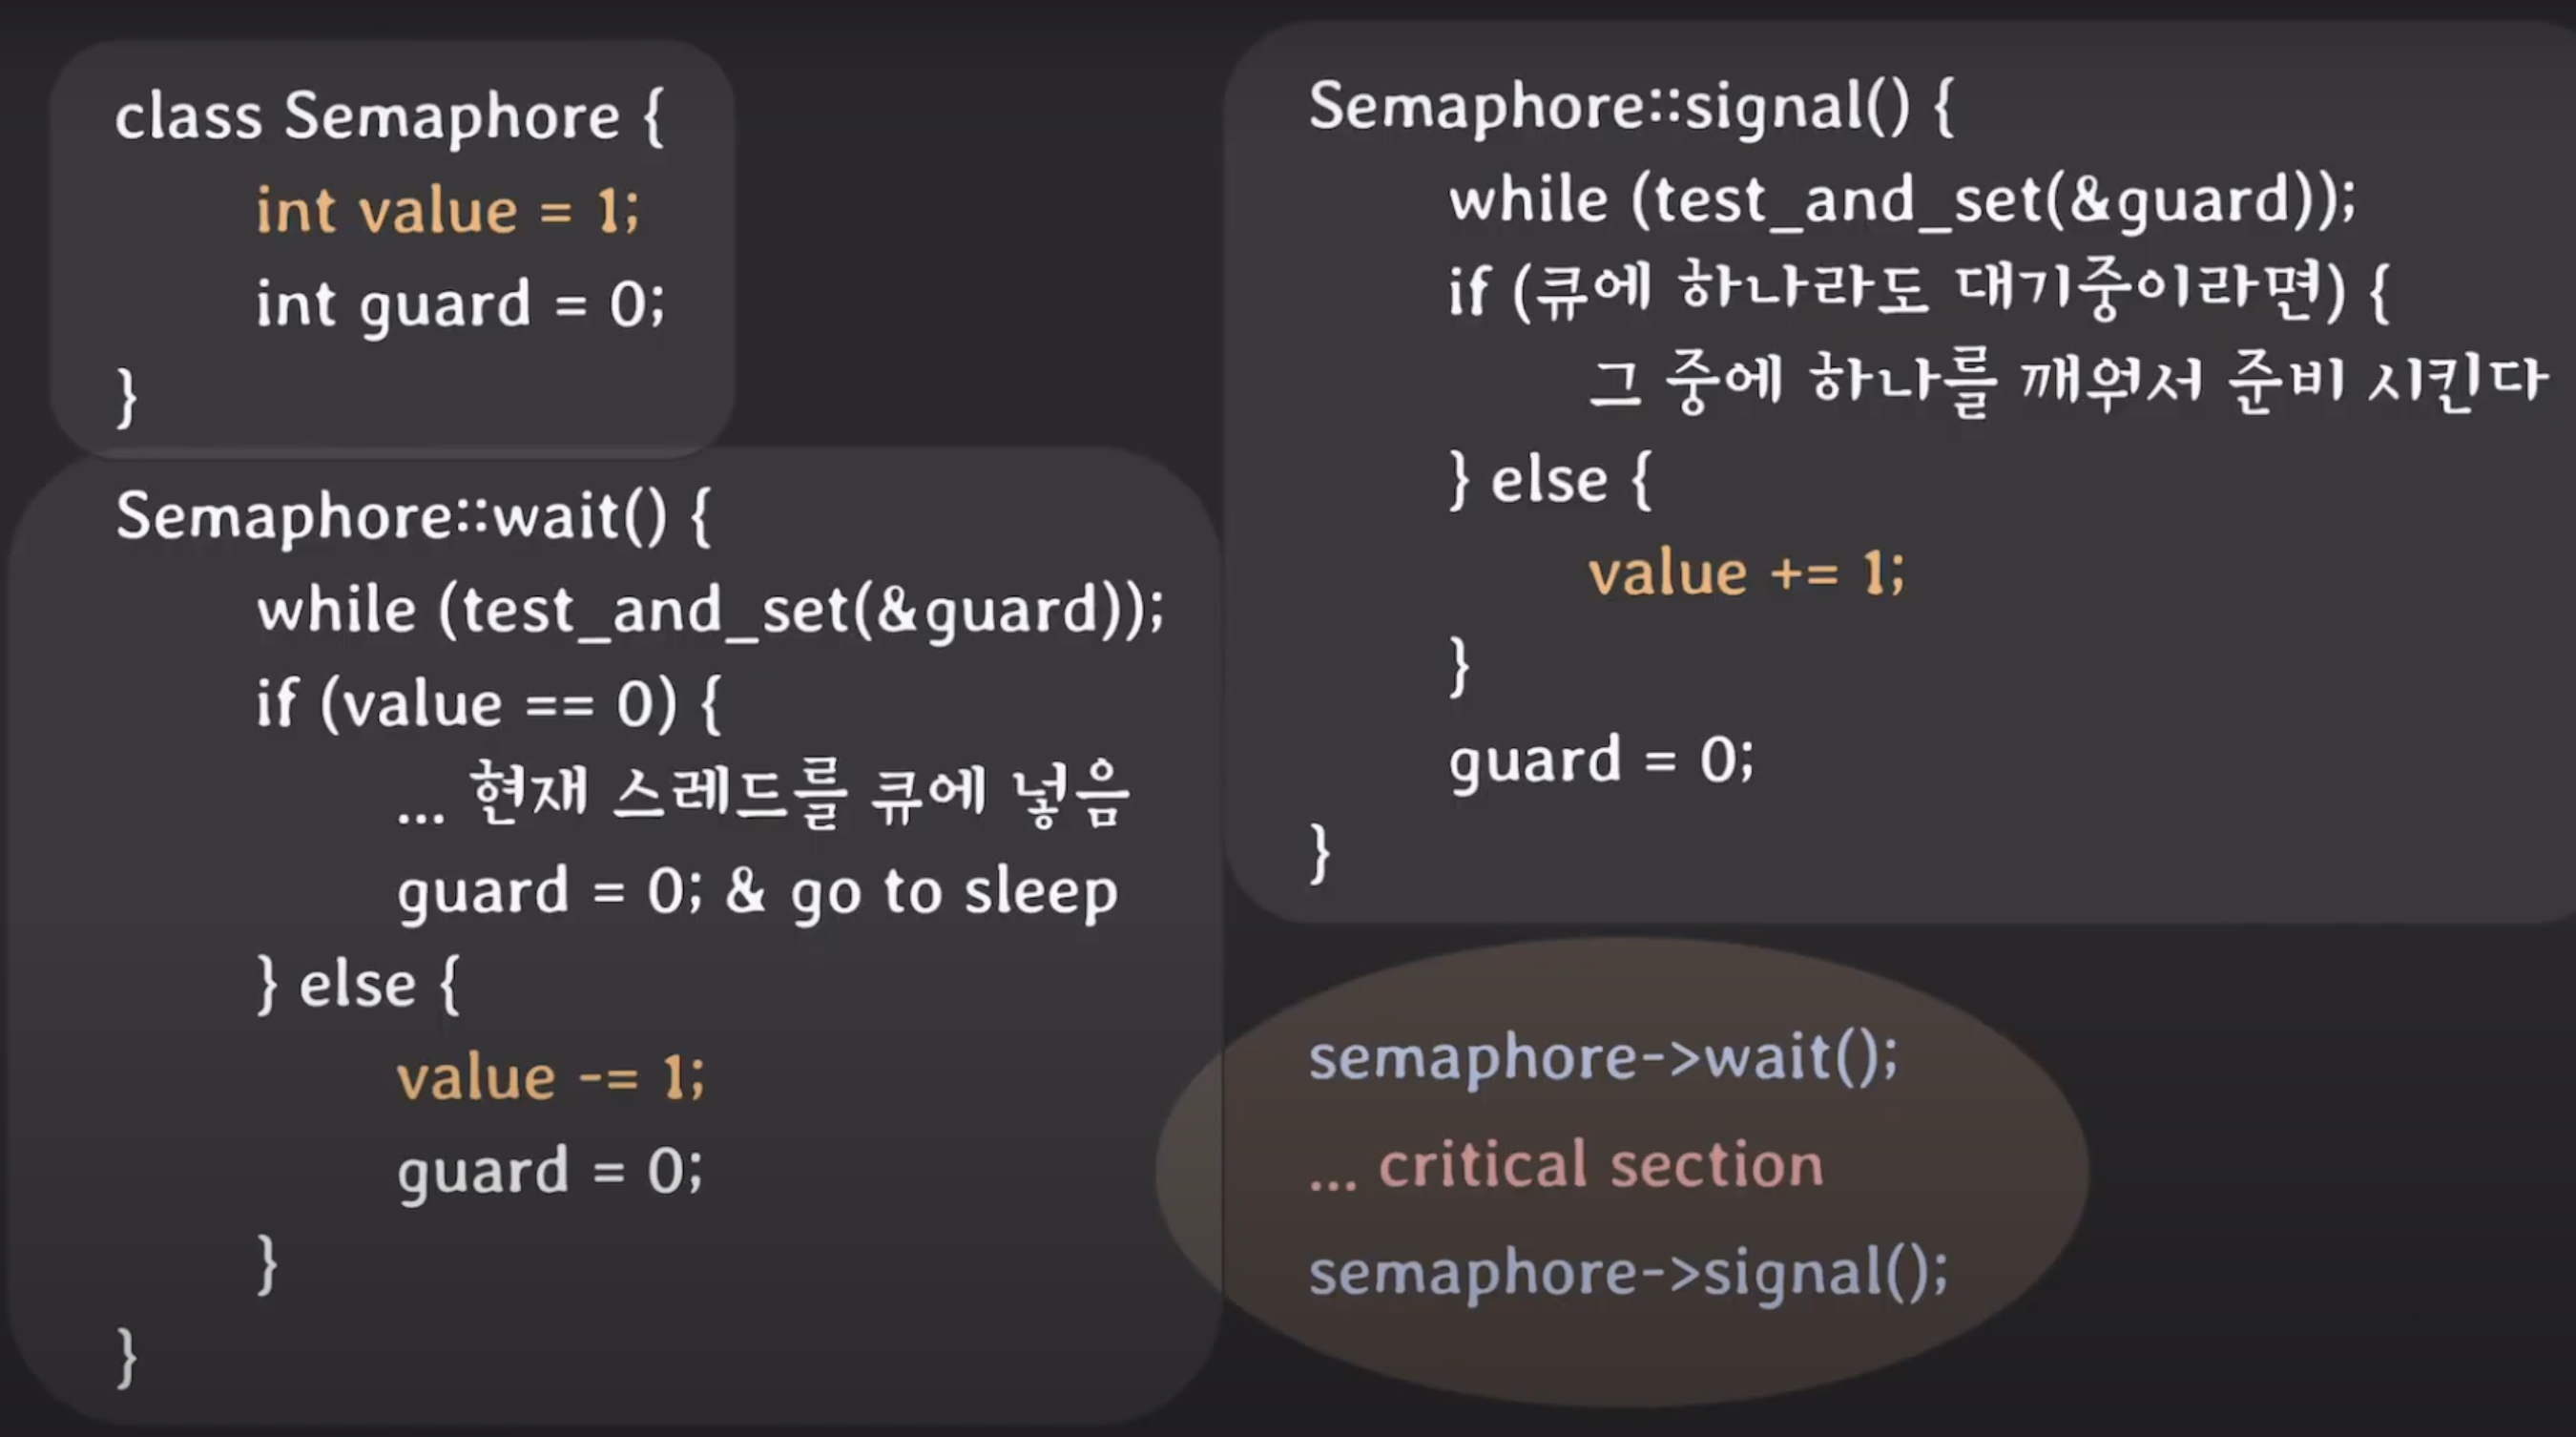 class Semaphore {
int value = 1;
int guard = 0;
}
Semaphore::wait() {
while (test_and_set(&guard));
if (value == 0) {
... 현재 스레드를 큐에 넣음
guard = 0; & go to sleep
} else {
value -= 1;
guard = 0;
}
}
Semaphore::signal() {
while (test_and_set(&guard));
if (큐에 하나라도 대기중이라면) {
그 중에 하나를 깨워서 준비 시킨다
} else {
value += 1;
}
guard = 0;
}
semaphore->wait();
... critical section
semaphore->signal();